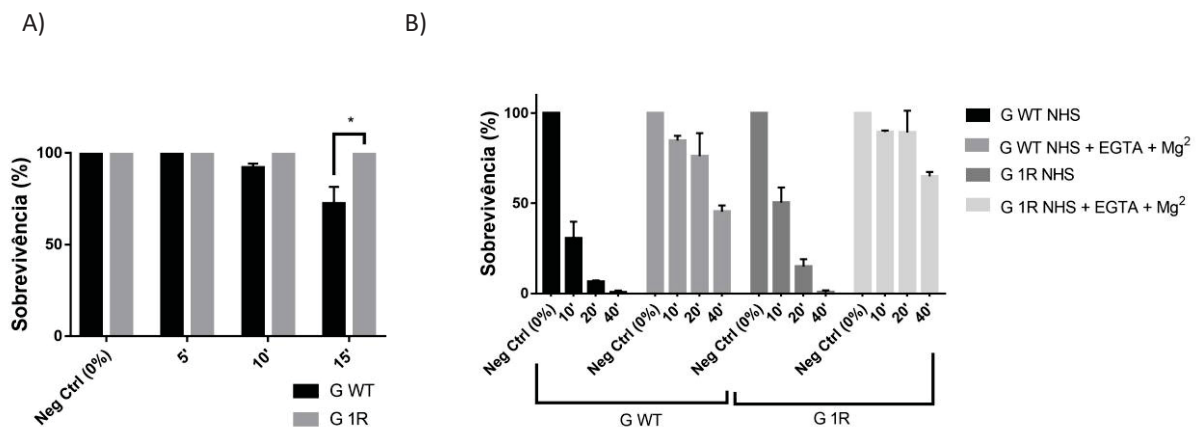 A)
B)
Sobrevivência (%)
100
50
0
*
Neg Ctrl (0%)
5'
10'
15'
G WT
G 1R
Sobrevivência (%)
100
50
0
Neg Ctrl (0%)
10'
20'
40'
Neg Ctrl (0%)
10'
20'
40'
Neg Ctrl (0%)
10'
20'
40'
Neg Ctrl (0%)
10'
20'
40'
G WT
G 1R
G WT NHS
G WT NHS + EGTA + Mg²
G 1R NHS
G 1R NHS + EGTA + Mg²